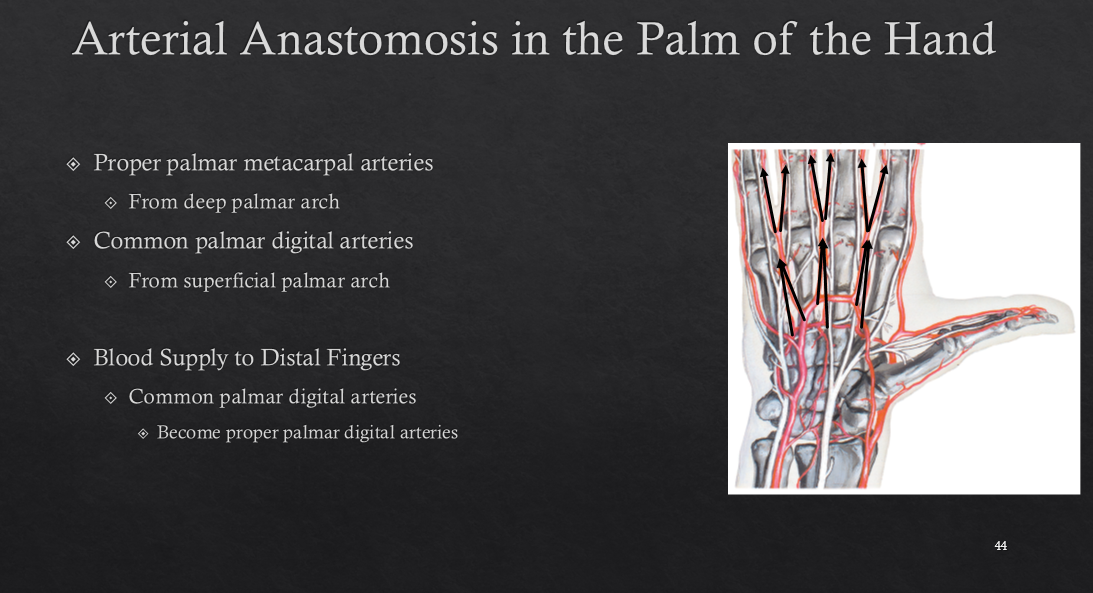 Arterial Anastomosis in the Palm of the Hand
Proper palmar metacarpal arteries
From deep palmar arch
Common palmar digital arteries
From superficial palmar arch
Blood Supply to Distal Fingers
Common palmar digital arteries
Become proper palmar digital arteries
44